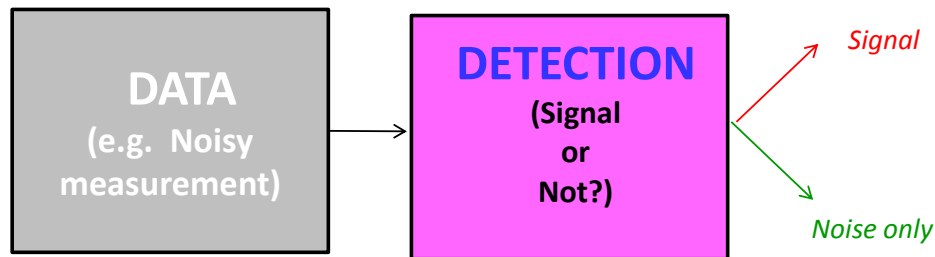 DATA
(e.g. Noisy
measurement)
DETECTION
(Signal
or
Not?)
Signal
Noise only